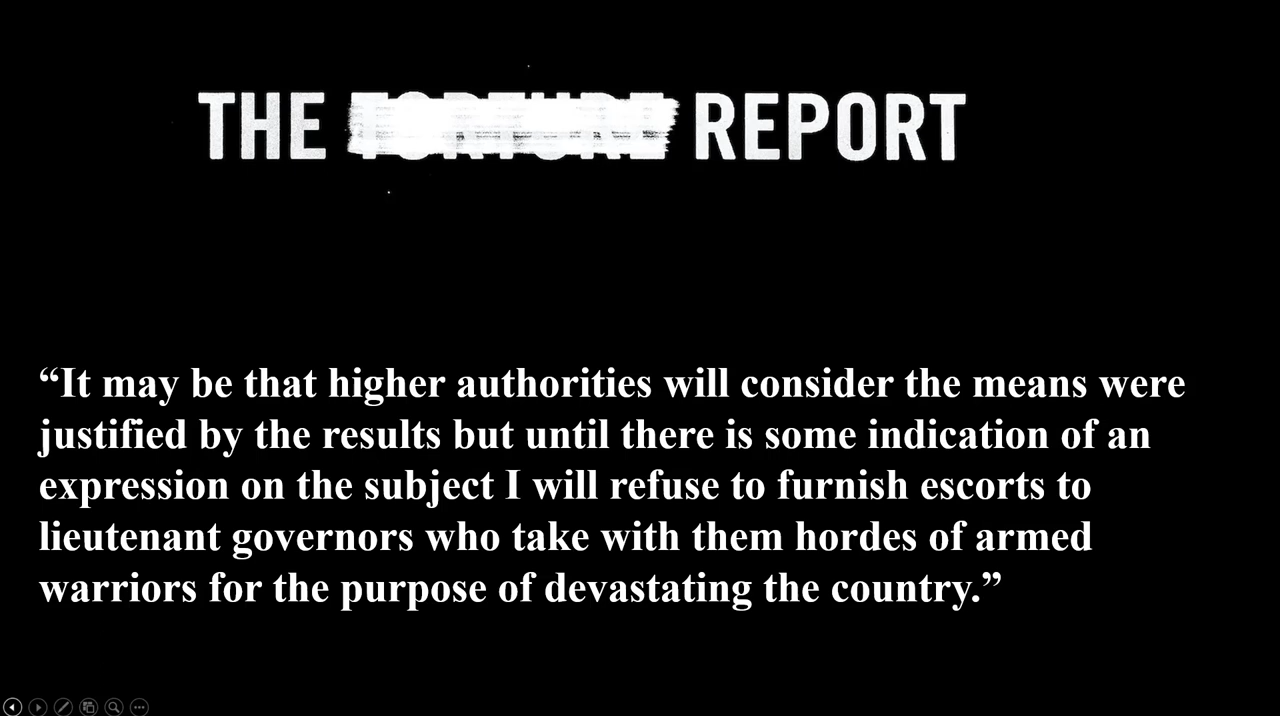 THE TORTURE REPORT
“It may be that higher authorities will consider the means were
justified by the results but until there is some indication of an
expression on the subject I will refuse to furnish escorts to
lieutenant governors who take with them hordes of armed
warriors for the purpose of devastating the country.”